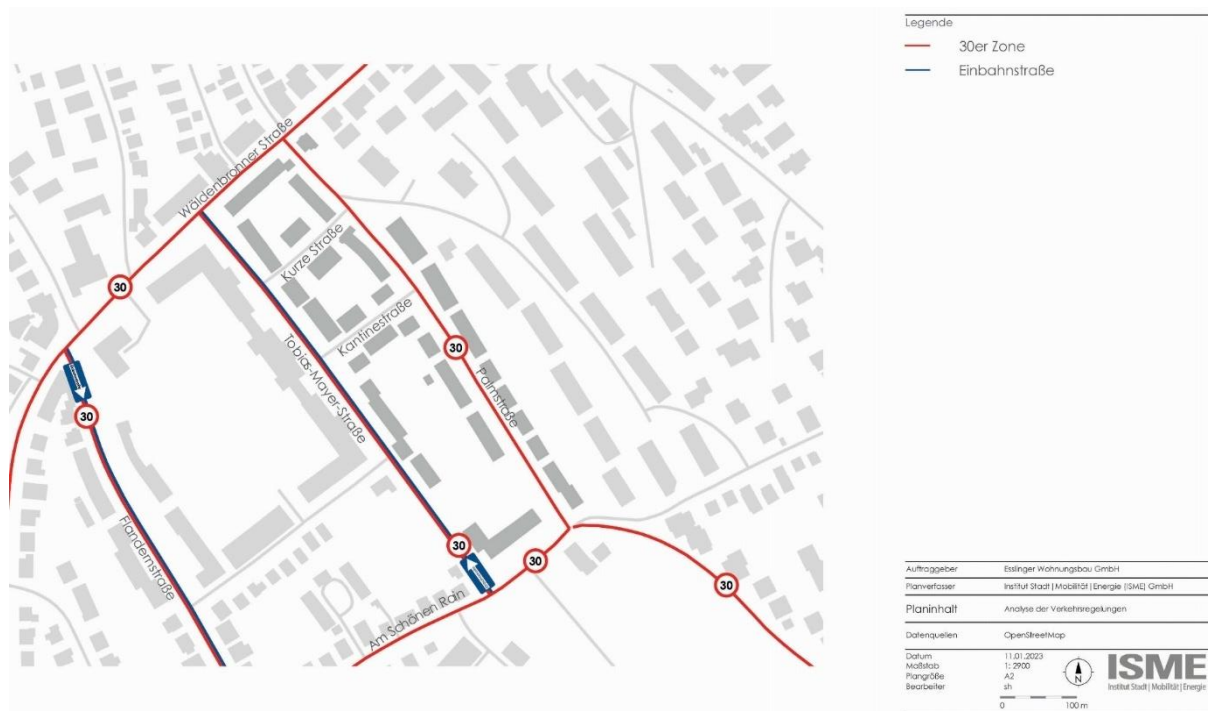 Legende
30er Zone
Einbahnstraße
Wäldenbronner Straße
Kurze Straße
Kantinestraße
30
30
30
Tobias-Mayer-Straße
Palmstraße
Flandernstraße
30
30
30
Am Schönen Rain
Auftraggeber Esslinger Wohnungsbau GmbH
Planverfasser Institut Stadt | Mobilität | Energie (ISME) GmbH
Planinhalt Analyse der Verkehrsregelungen
Datenquellen OpenStreetMap
Datum 11.01.2023
Maßstab 1: 2900
Plangröße A2
Bearbeiter sh
N
0 100 m
ISME
Institut Stadt | Mobilität | Energie